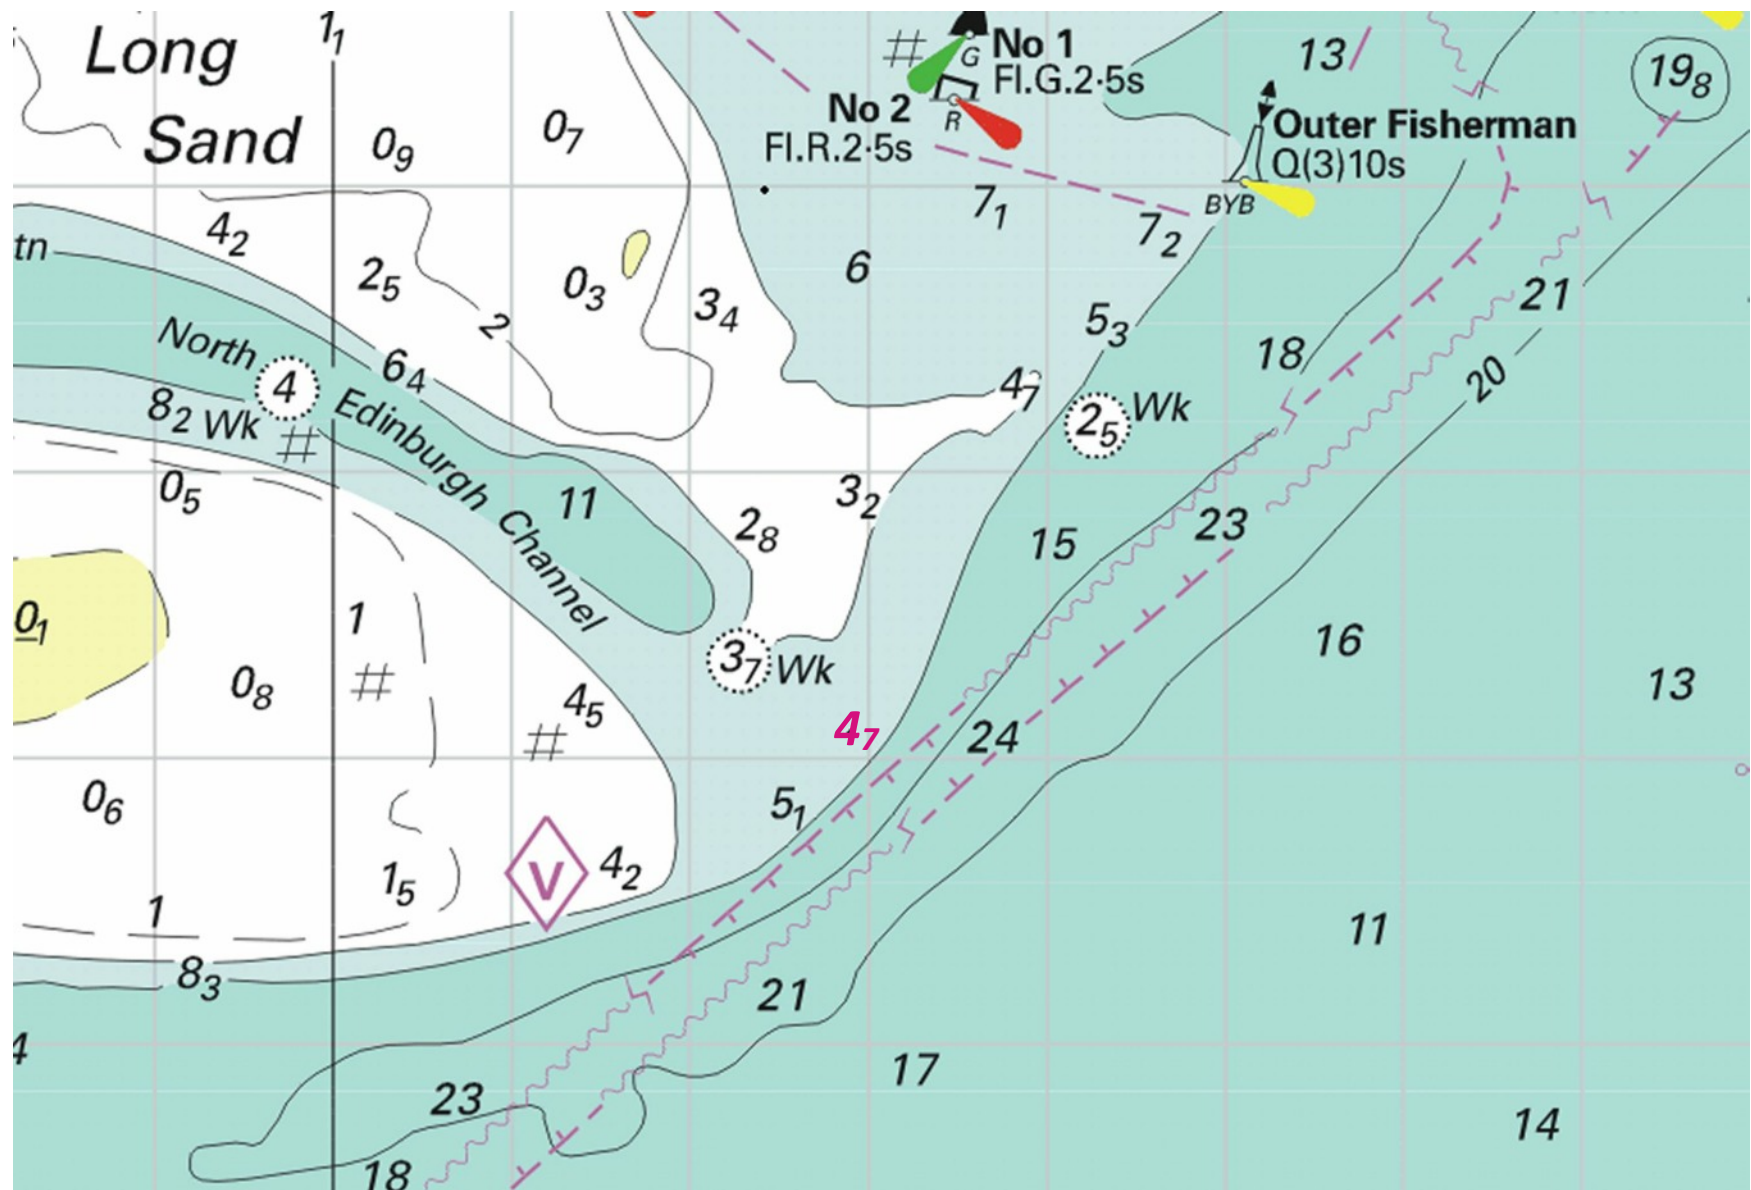 Long
Sand
1₁
0₉
0₇
G
No 1
Fl.G.2·5s
No 2
Fl.R.2·5s
R
13
19₈
Outer Fisherman
Q(3)10s
BYB
7₁
7₂
6
tn
4₂
2₅
0₃
3₄
2
5₃
21
18
20
North
4
6₄
8₂
Wk
Edinburgh
Channel
4₇
2₅
Wk
0₅
11
2₈
3₂
15
23
0₁
1
0₈
4₅
3₇
Wk
4₇
24
16
13
0₆
5₁
V
4₂
1₅
1
11
8₃
21
4
23
17
14
18